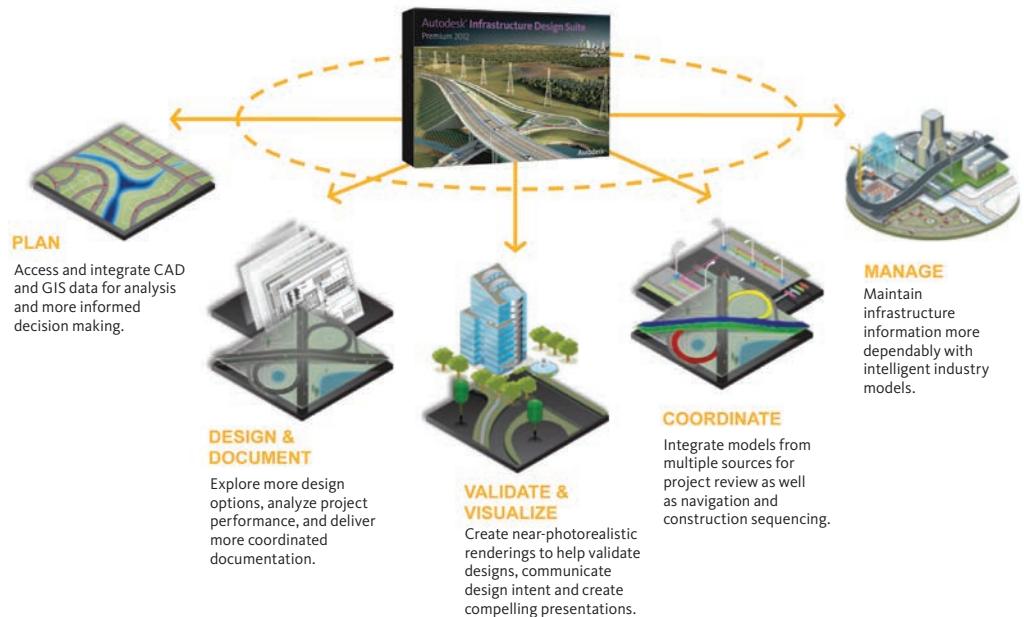 Autodesk® Infrastructure Design Suite
Premium 2012
Autodesk
PLAN
Access and integrate CAD
and GIS data for analysis
and more informed
decision making.
DESIGN &
DOCUMENT
Explore more design
options, analyze project
performance, and deliver
more coordinated
documentation.
VALIDATE &
VISUALIZE
Create near-photorealistic
renderings to help validate
designs, communicate
design intent and create
compelling presentations.
COORDINATE
Integrate models from
multiple sources for
project review as well
as navigation and
construction sequencing.
MANAGE
Maintain
infrastructure
information more
dependably with
intelligent industry
models.